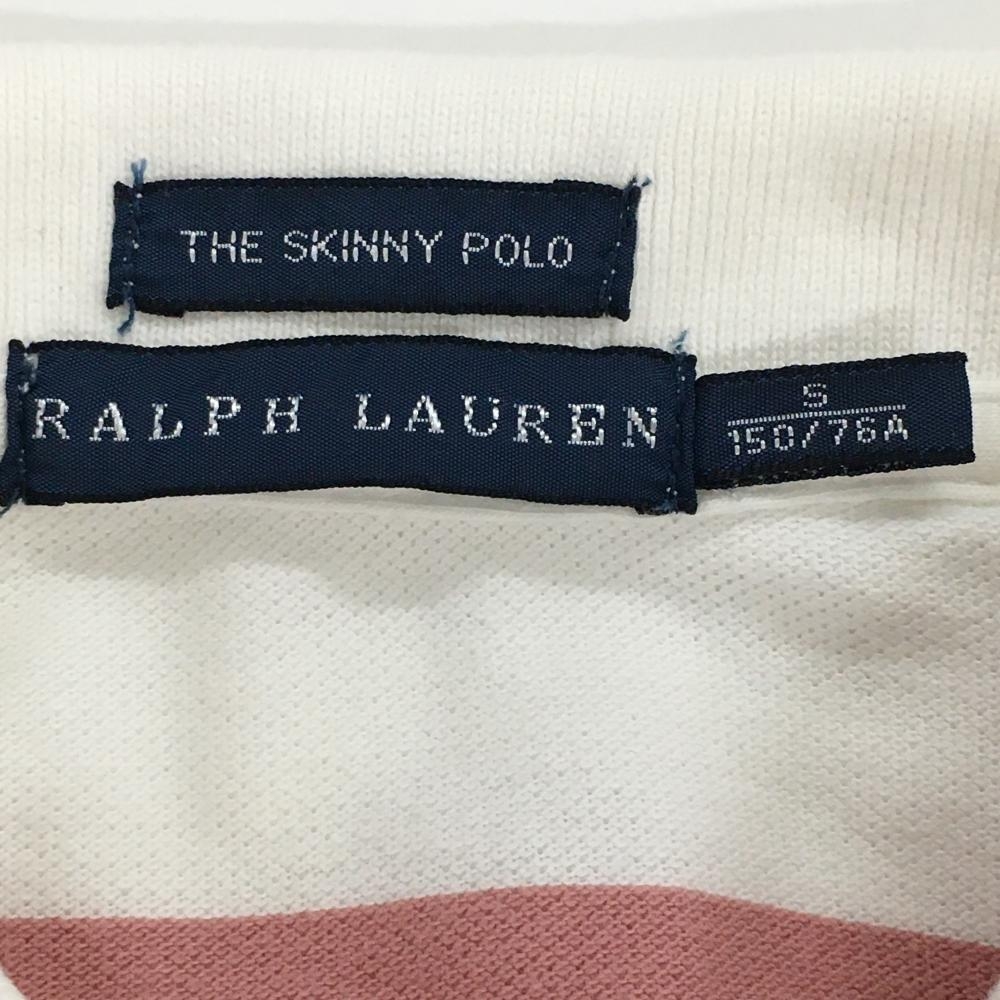 THE SKINNY POLO
RALPH LAUREN
S
150/76A